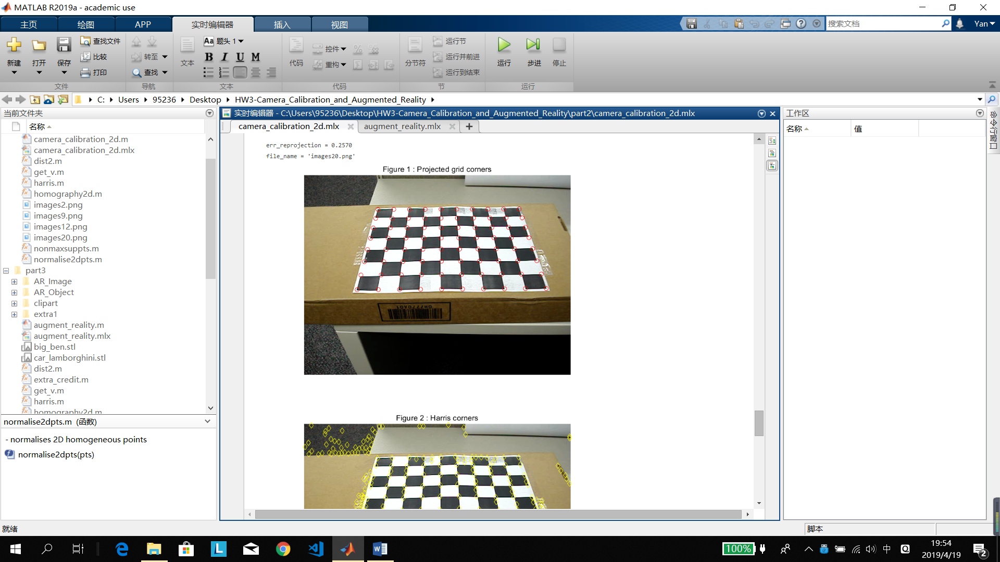 MATLAB R2019a - academic use
主页 绘图 APP 实时编辑器 插入 视图
搜索文档
Yan
新建 打开 保存
查找文件
比较
打印
文件
转至
查找
导航
文本
Aa 题头 1
B I U M
文本
代码
控件
重构
代码
分节符
运行节
运行并前进
运行到结束
节
运行 步进 停止
运行
C: Users 95236 Desktop HW3-Camera_Calibration_and_Augmented_Reality
当前文件夹
名称
camera_calibration_2d.m
camera_calibration_2d.mlx
dist2.m
get_v.m
harris.m
homography2d.m
images2.png
images9.png
images12.png
images20.png
nonmaxsuppts.m
normalise2dpts.m
part3
AR_Image
AR_Object
clipart
extra1
augment_reality.m
augment_reality.mlx
big_ben.stl
car_lamborghini.stl
dist2.m
extra_credit.m
get_v.m
harris.m
homography2d.m
normalise2dpts.m (函数)
- normalises 2D homogeneous points
normalise2dpts(pts)
实时编辑器 - C:\Users\95236\Desktop\HW3-Camera_Calibration_and_Augmented_Reality\part2\camera_calibration_2d.mlx
camera_calibration_2d.mlx augment_reality.mlx
err_reprojection = 0.2570
file_name = 'images20.png'
Figure 1 : Projected grid corners
Figure 2 : Harris corners
工作区
名称 值
命令行窗口
就绪
脚本
100%
中
19:54
2019/4/19
2